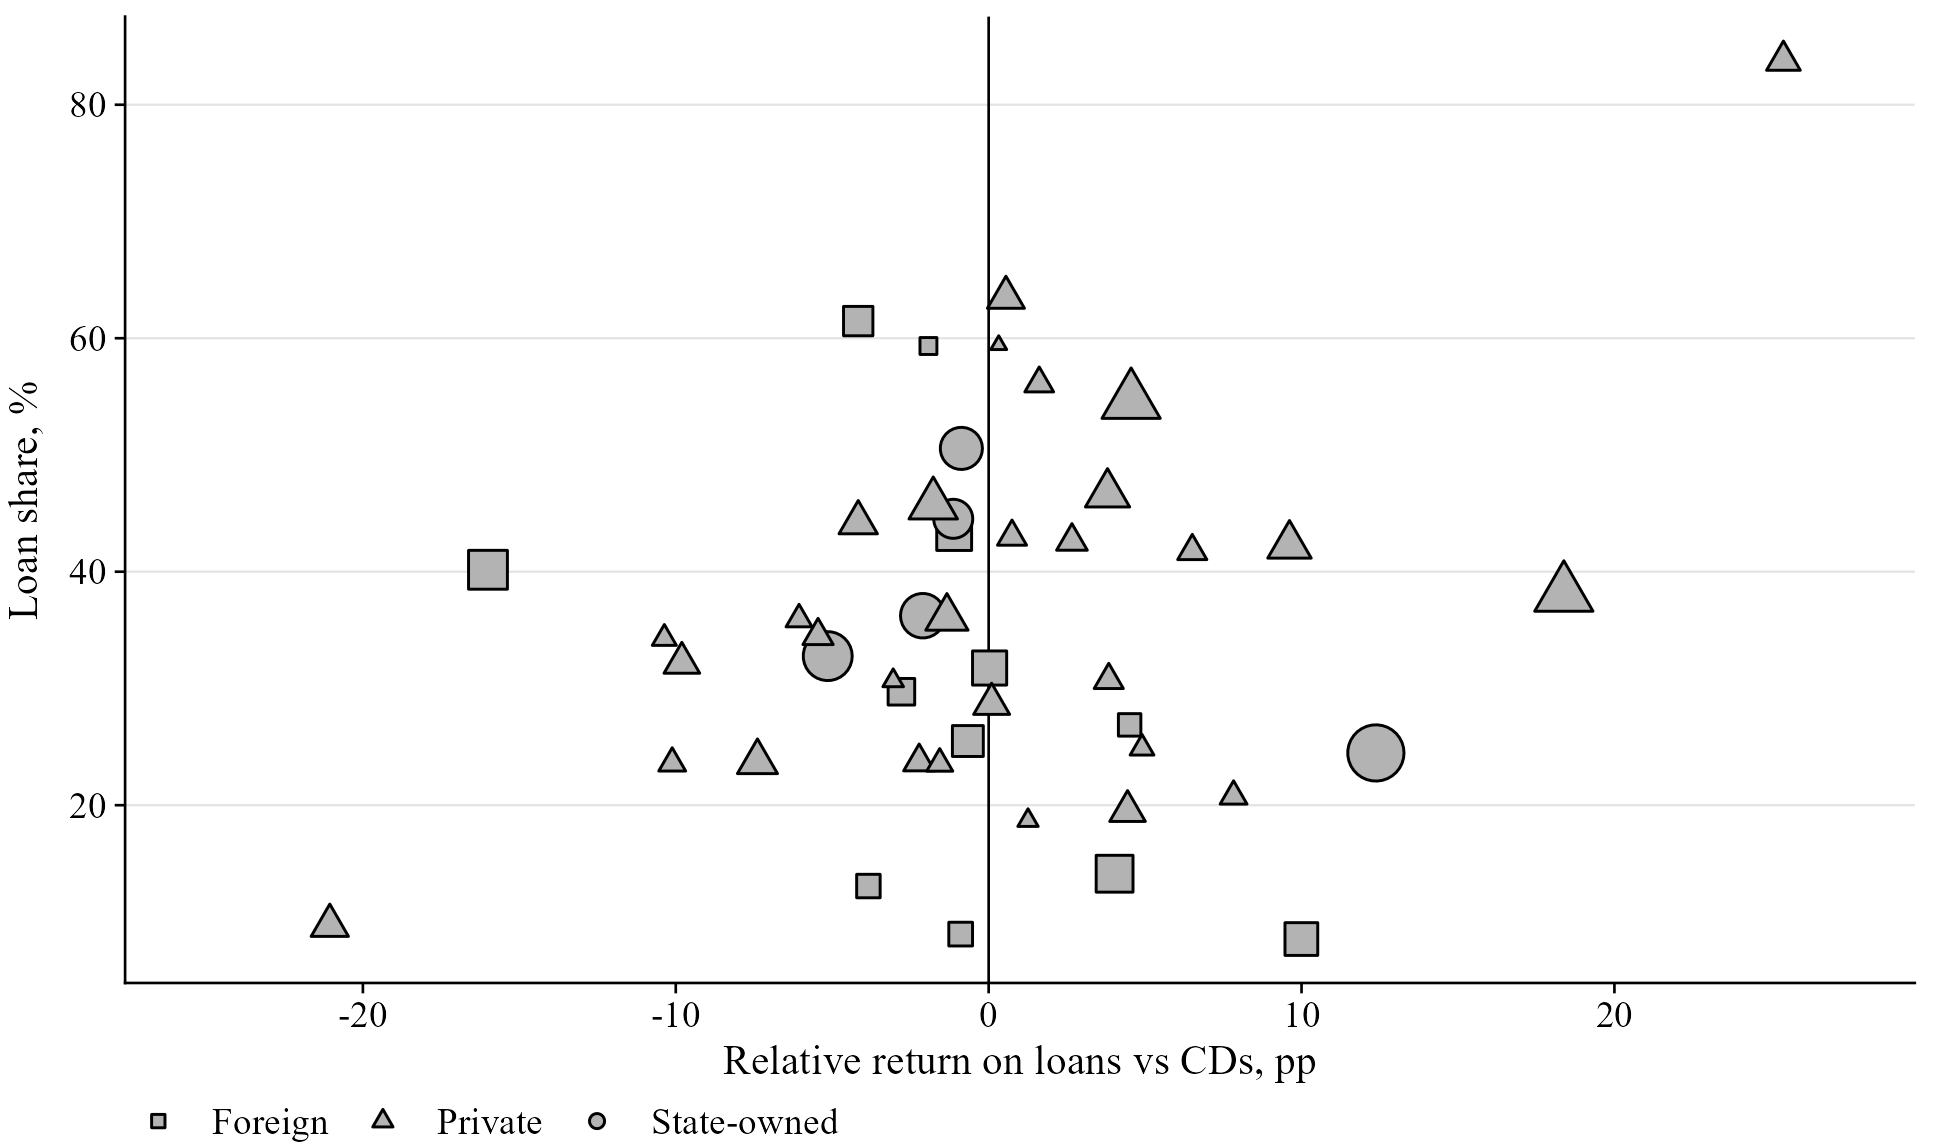 Loan share, %
80
60
40
20
-20 -10 0 10 20
Relative return on loans vs CDs, pp
Foreign Private State-owned